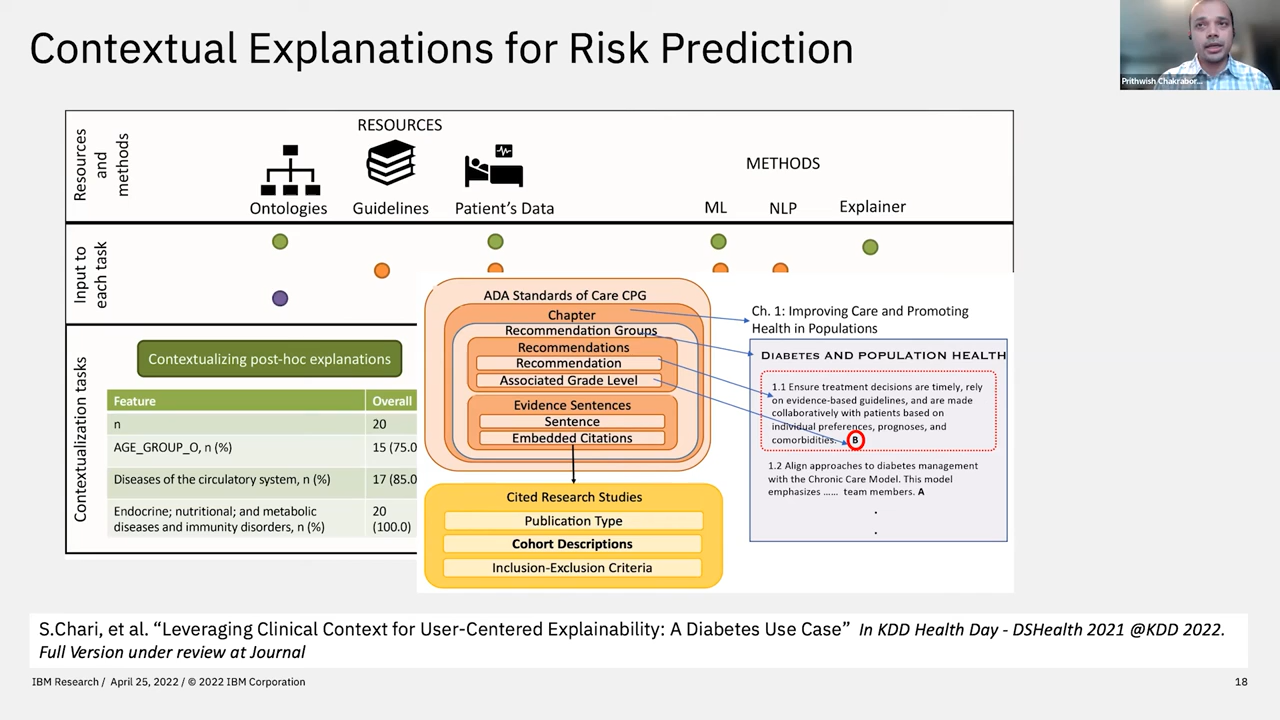 Contextual Explanations for Risk Prediction
Prithwish Chakrabor...
Resources
and
methods
RESOURCES
METHODS
Ontologies
Guidelines
Patient's Data
ML
NLP
Explainer
Input to
each task
Contextualization tasks
Contextualizing post-hoc explanations
Feature Overall
n 20
AGE_GROUP_O, n (%) 15 (75.0
Diseases of the circulatory system, n (%) 17 (85.0
Endocrine; nutritional; and metabolic 20
diseases and immunity disorders, n (%) (100.0)
ADA Standards of Care CPG
Chapter
Recommendation Groups
Recommendations
Recommendation
Associated Grade Level
Evidence Sentences
Sentence
Embedded Citations
Cited Research Studies
Publication Type
Cohort Descriptions
Inclusion-Exclusion Criteria
Ch. 1: Improving Care and Promoting
Health in Populations
DIABETES AND POPULATION HEALTH
1.1 Ensure treatment decisions are timely, rely
on evidence-based guidelines, and are made
collaboratively with patients based on
individual preferences, prognoses, and
comorbidities. B
1.2 Align approaches to diabetes management
with the Chronic Care Model. This model
emphasizes ...... team members. A
.
.
S.Chari, et al. “Leveraging Clinical Context for User-Centered Explainability: A Diabetes Use Case” In KDD Health Day - DSHealth 2021 @KDD 2022.
Full Version under review at Journal
IBM Research / April 25, 2022 / © 2022 IBM Corporation
18